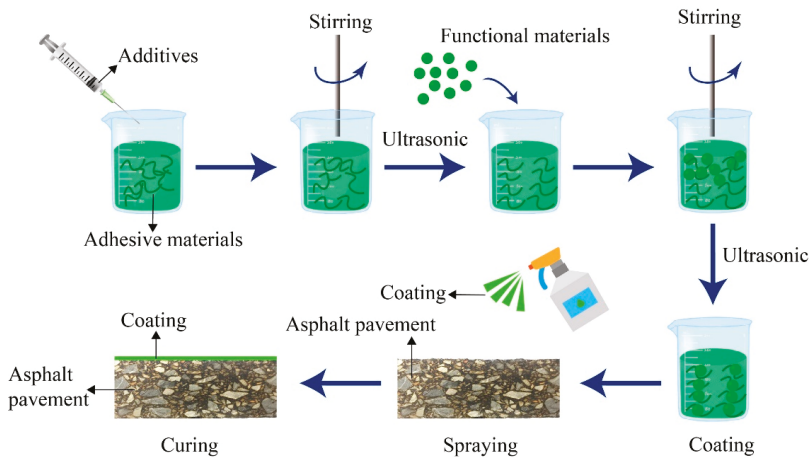 Stirring
Stirring
Additives
Functional materials
Ultrasonic
Adhesive materials
Ultrasonic
Coating
Coating
Asphalt pavement
Asphalt
pavement
Curing
Spraying
Coating